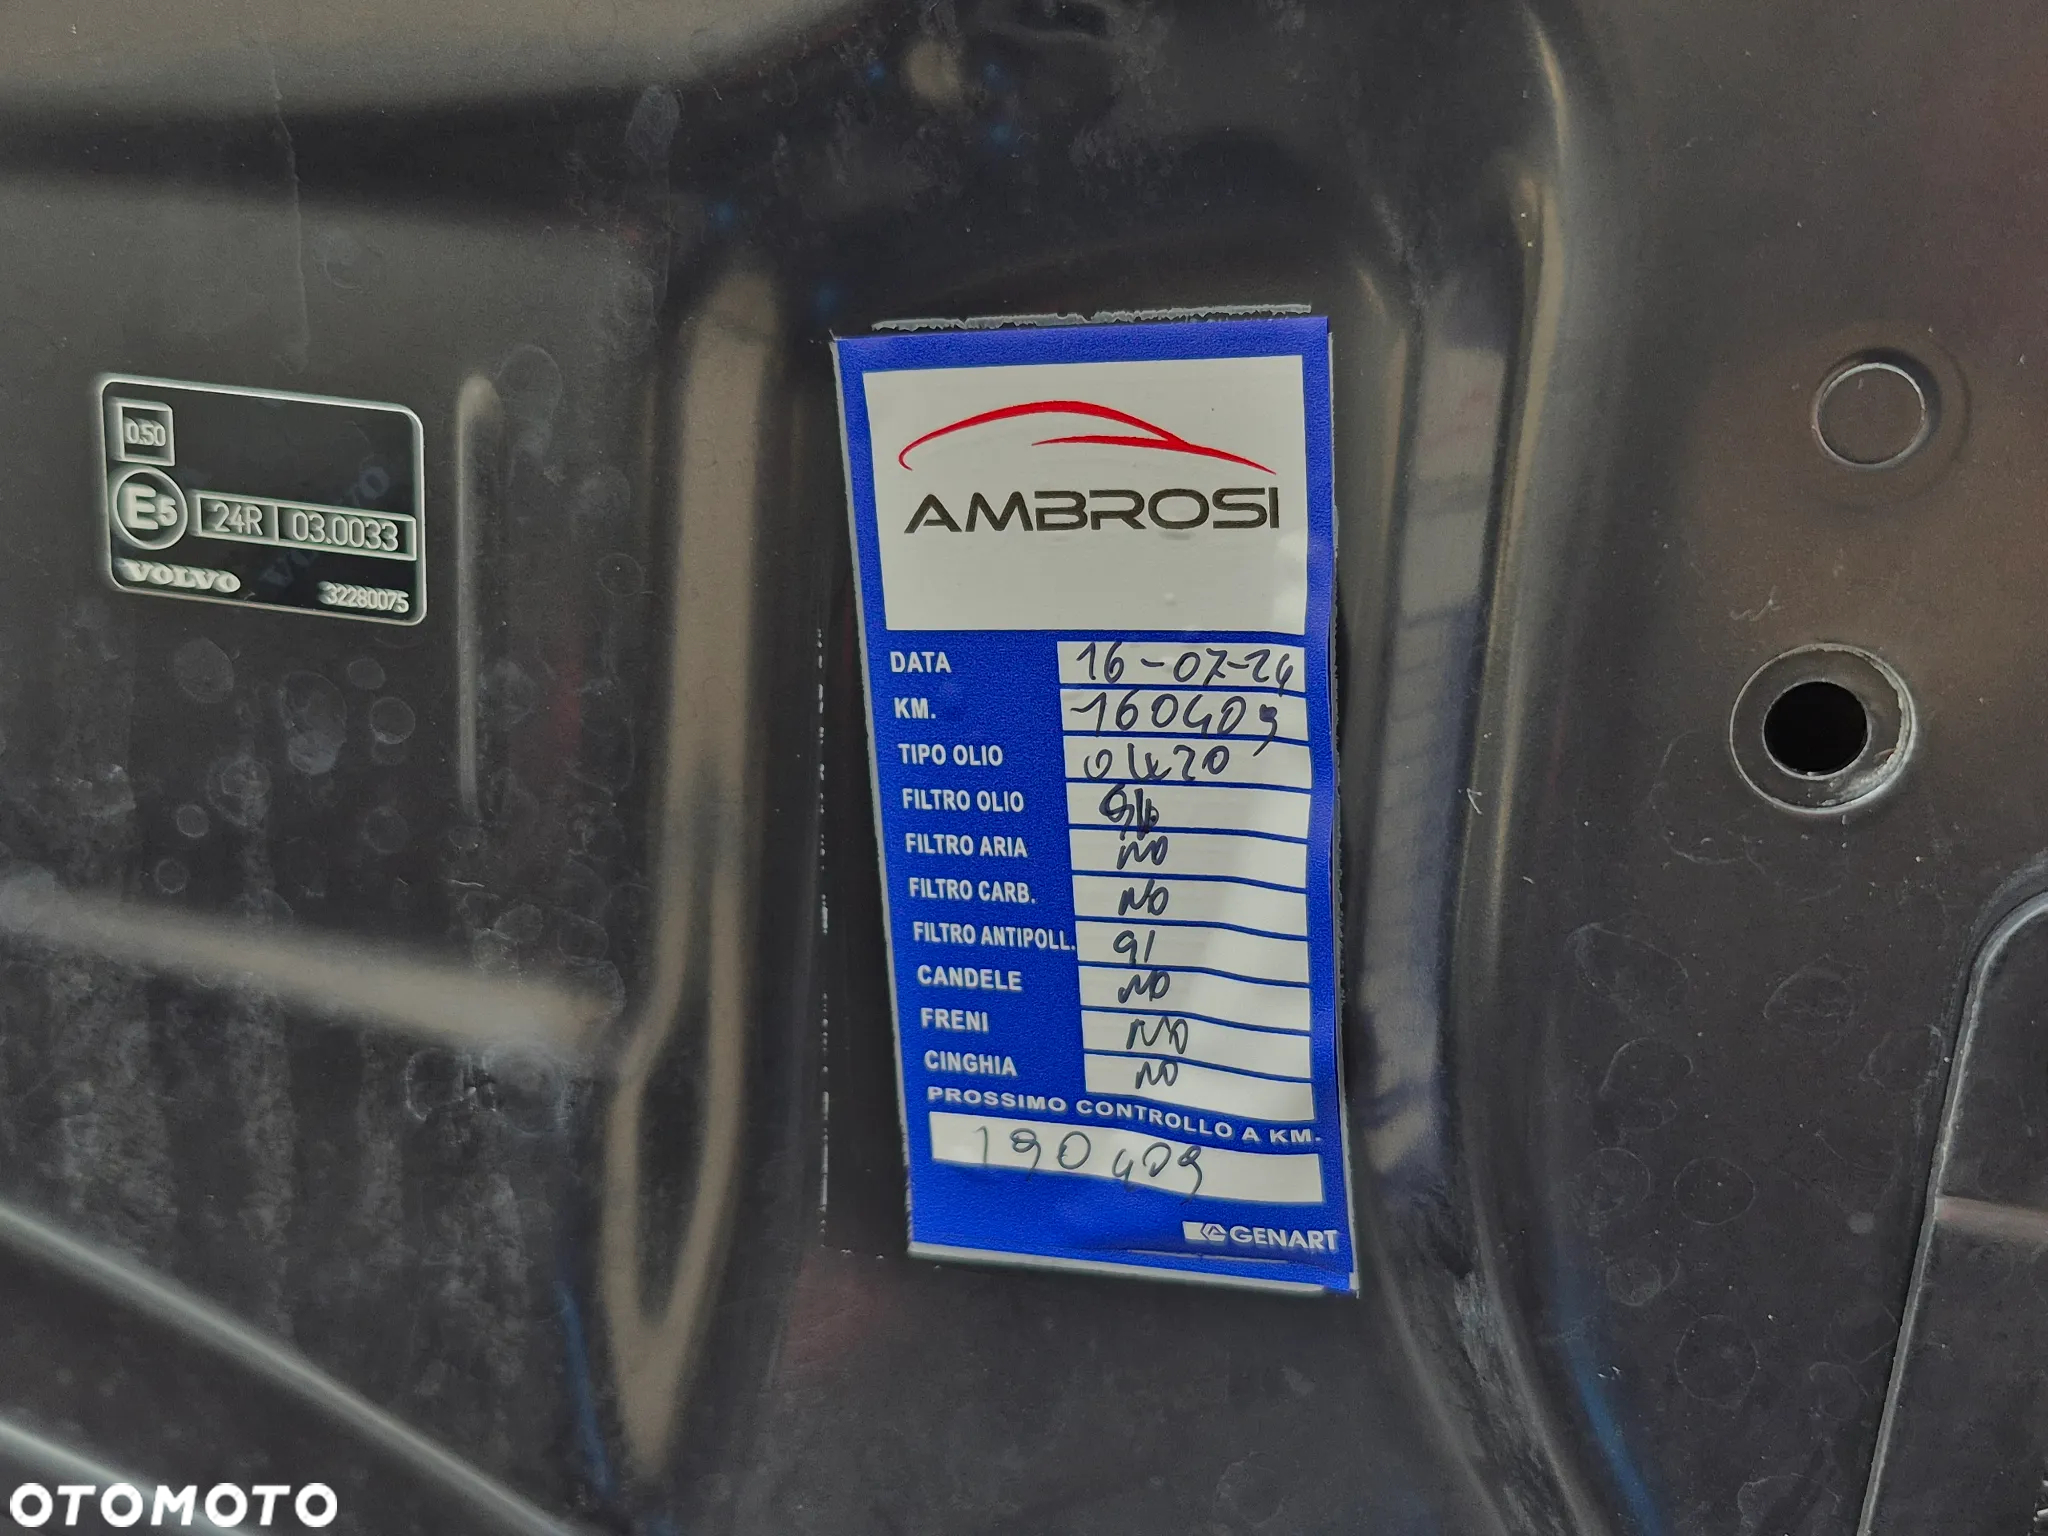 0.50
E5 24R 03.0033
VOLVO 32280075
AMBROSI
DATA 16-07-24
KM. 160409
TIPO OLIO 0W20
FILTRO OLIO
FILTRO ARIA NO
FILTRO CARB. NO
FILTRO ANTIPOLL.
CANDELE NO
FRENI NO
CINGHIA NO
PROSSIMO CONTROLLO A KM.
190409
GENART
OTOMOTO